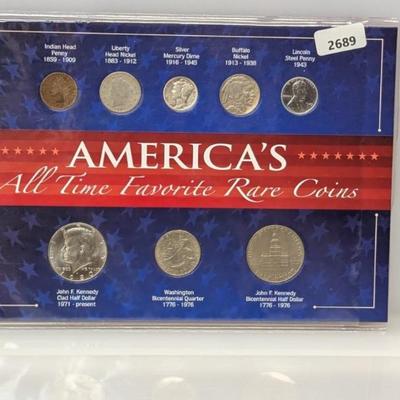 2689
Indian Head
Penny
1859 - 1909
Liberty
Head Nickel
1883 - 1912
Silver
Mercury Dime
1916 - 1945
Buffalo
Nickel
1913 - 1938
Lincoln
Steel Penny
1943
AMERICA'S
All Time Favorite Rare Coins
John F. Kennedy
Clad Half Dollar
1971 - present
Washington
Bicentennial Quarter
1776 - 1976
John F. Kennedy
Bicentennial Half Dollar
1776 - 1976